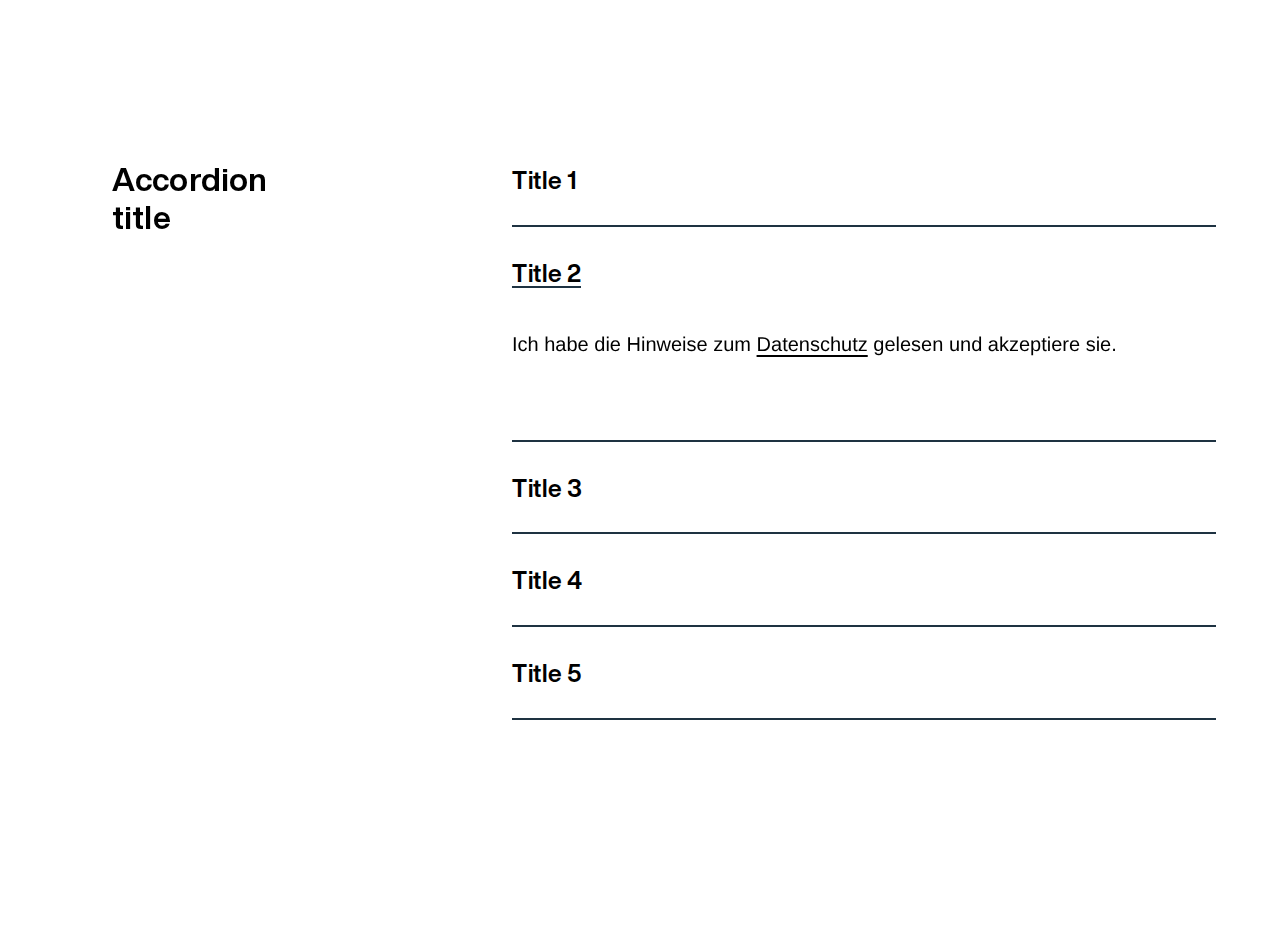 Accordion
title
Title 1
Title 2
Ich habe die Hinweise zum Datenschutz gelesen und akzeptiere sie.
Title 3
Title 4
Title 5